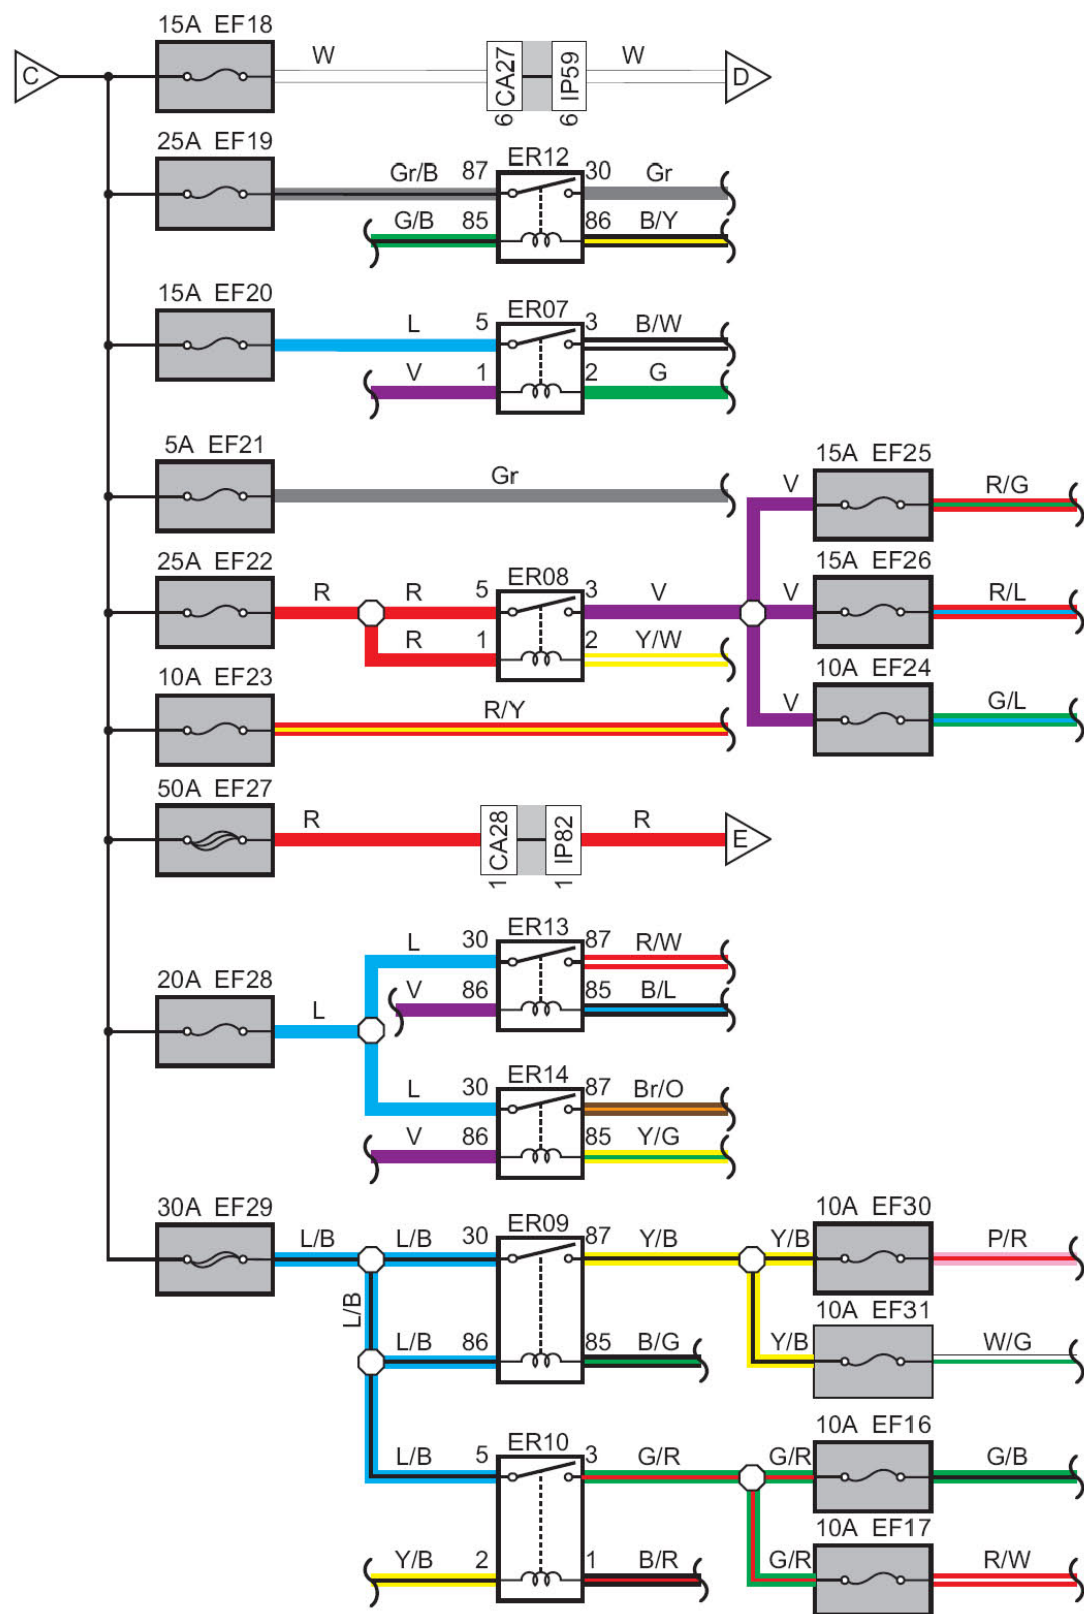 15A EF18
C
W
6 CA27
6 IP59
W
D
25A EF19
Gr/B 87
ER12
30 Gr
G/B 85
86 B/Y
15A EF20
L 5
ER07
3 B/W
V 1
2 G
5A EF21
Gr
15A EF25
V
R/G
25A EF22
R
R 5
ER08
3 V
15A EF26
V
R/L
R 1
2 Y/W
10A EF23
R/Y
10A EF24
V
G/L
50A EF27
R
1 CA28
1 IP82
R
E
20A EF28
L
L 30
ER13
87 R/W
V 86
85 B/L
L 30
ER14
87 Br/O
V 86
85 Y/G
30A EF29
L/B
L/B 30
ER09
87 Y/B
Y/B
10A EF30
P/R
L/B
L/B 86
85 B/G
Y/B
10A EF31
W/G
L/B 5
ER10
3 G/R
G/R
10A EF16
G/B
Y/B 2
1 B/R
G/R
10A EF17
R/W